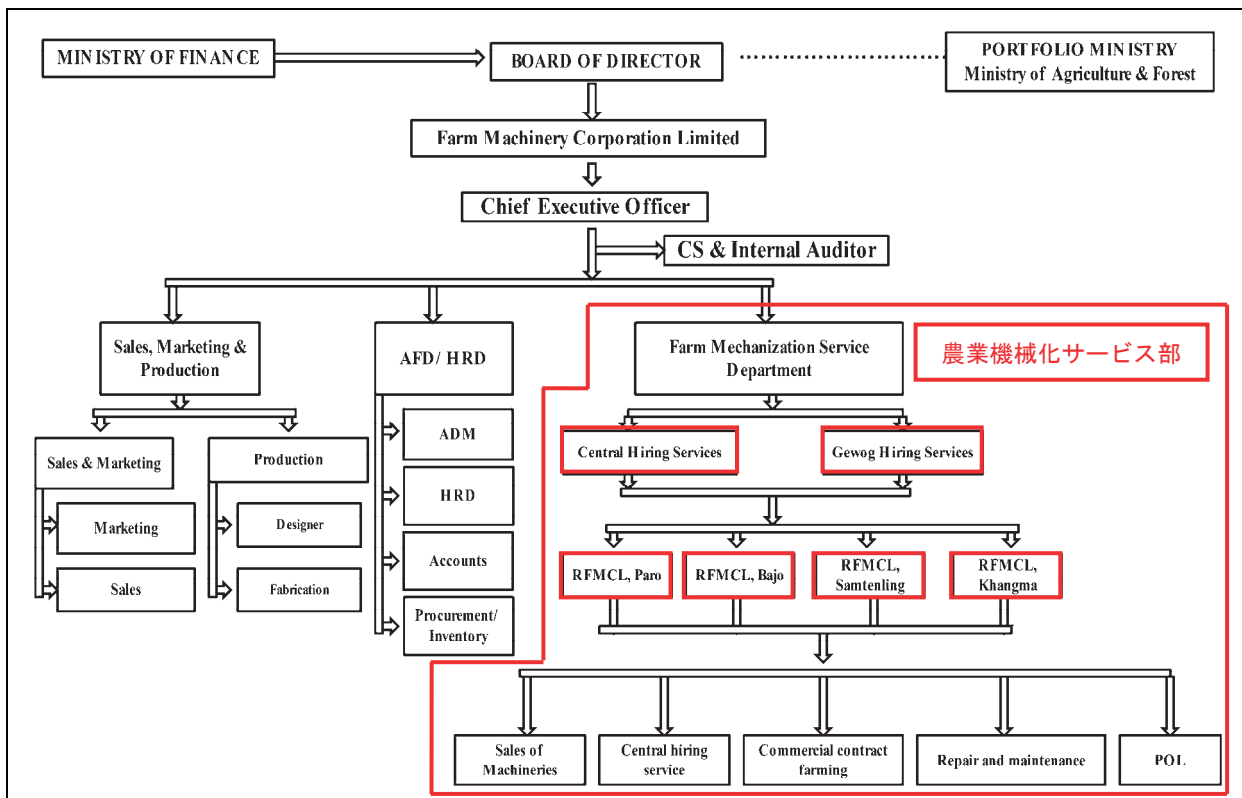 MINISTRY OF FINANCE
BOARD OF DIRECTOR
PORTFOLIO MINISTRY
Ministry of Agriculture & Forest
Farm Machinery Corporation Limited
Chief Executive Officer
CS & Internal Auditor
Sales, Marketing &
Production
AFD/ HRD
Farm Mechanization Service
Department
農業機械化サービス部
Sales & Marketing
Production
Marketing
Sales
Designer
Fabrication
ADM
HRD
Accounts
Procurement/
Inventory
Central Hiring Services
Gewog Hiring Services
RFMCL, Paro
RFMCL, Bajo
RFMCL,
Samtenling
RFMCL,
Khangma
Sales of
Machineries
Central hiring
service
Commercial contract
farming
Repair and maintenance
POL